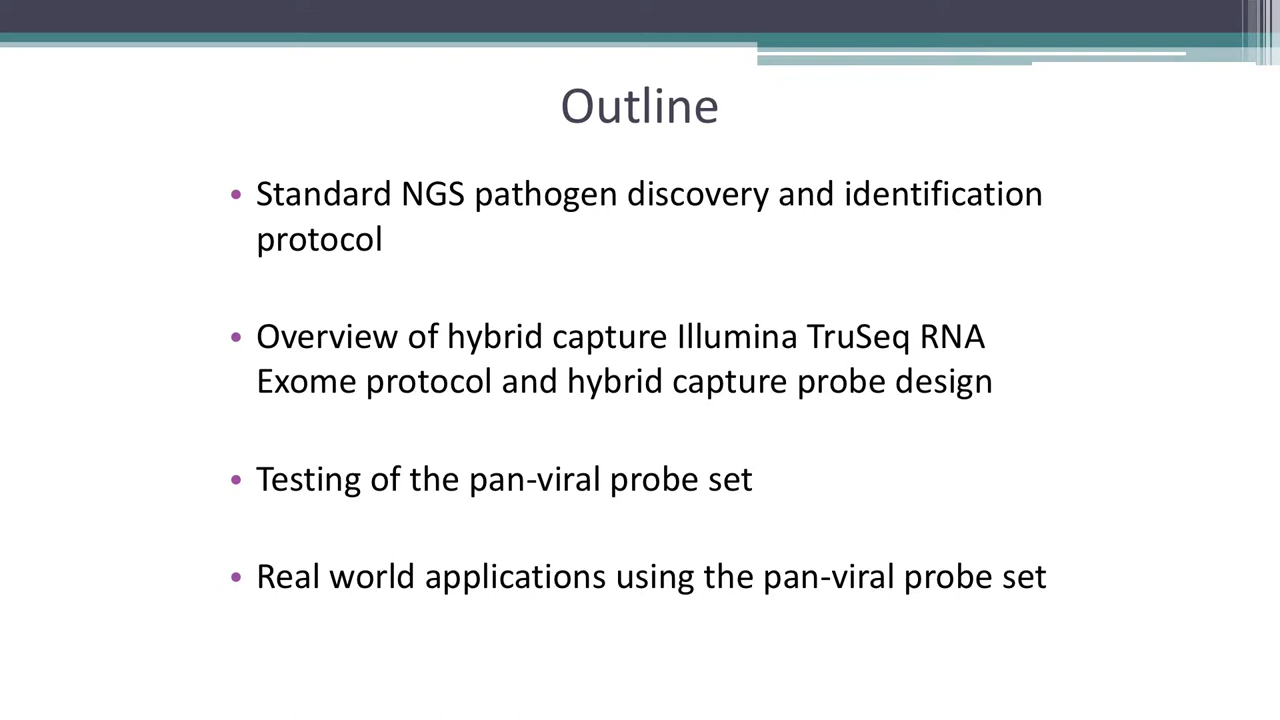 Outline
• Standard NGS pathogen discovery and identification
protocol
• Overview of hybrid capture Illumina TruSeq RNA
Exome protocol and hybrid capture probe design
• Testing of the pan-viral probe set
• Real world applications using the pan-viral probe set